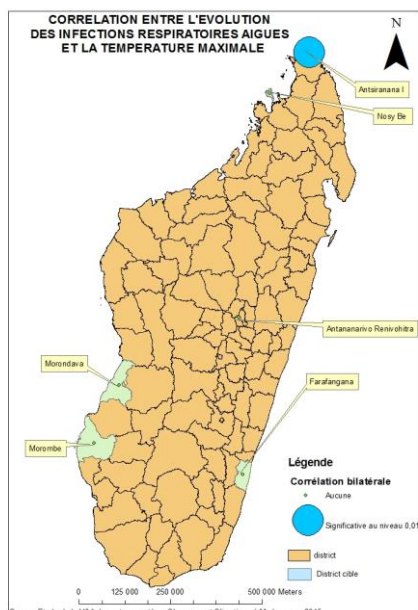 CORRELATION ENTRE L'EVOLUTION
DES INFECTIONS RESPIRATOIRES AIGUES
ET LA TEMPERATURE MAXIMALE
N
Antsiranana I
Nosy Be
Antananarivo Renivohitra
Morondava
Farafangana
Morombe
Légende
Corrélation bilatérale
Aucune
Significative au niveau 0,01
district
District cible
0 125 000 250 000 500 000 Meters